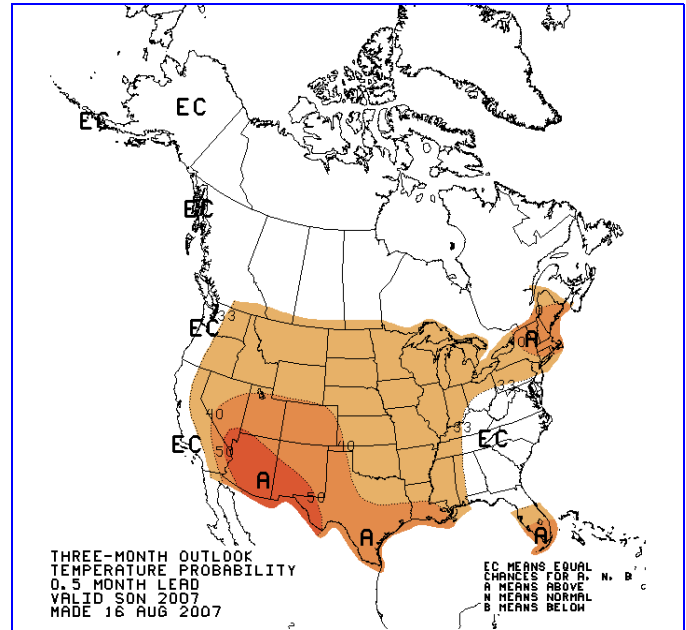 EC
EC
EC
EC
33
A
0
0
33
40
33
EC
40
EC
50
A
50
A
A
THREE-MONTH OUTLOOK
TEMPERATURE PROBABILITY
0.5 MONTH LEAD
VALID SON 2007
MADE 16 AUG 2007
EC MEANS EQUAL
CHANCES FOR A, N, B
A MEANS ABOVE
N MEANS NORMAL
B MEANS BELOW